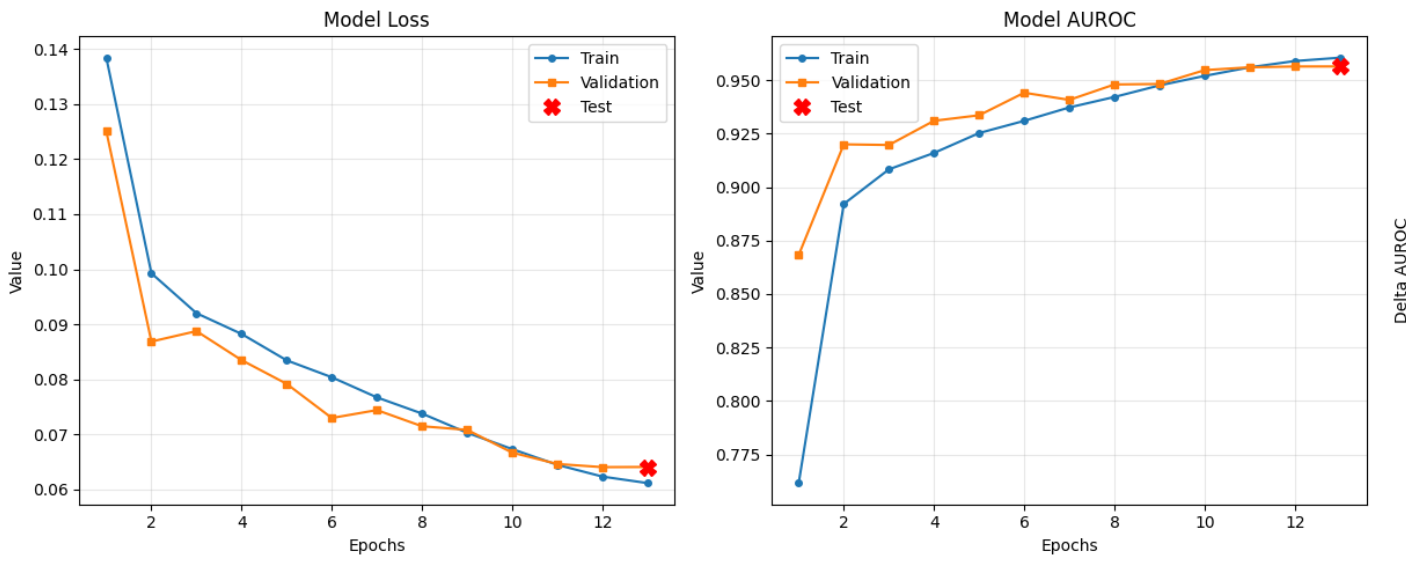 Model Loss
Value
0.14
0.13
0.12
0.11
0.10
0.09
0.08
0.07
0.06
Train
Validation
Test
2 4 6 8 10 12
Epochs
Model AUROC
Value
0.950
0.925
0.900
0.875
0.850
0.825
0.800
0.775
Train
Validation
Test
2 4 6 8 10 12
Epochs
Delta AUROC